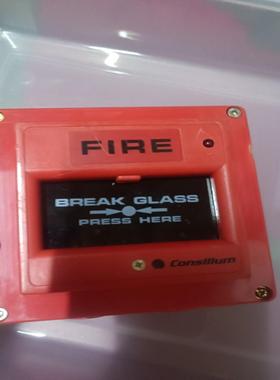 FIRE
BREAK GLASS
PRESS HERE
Consilium